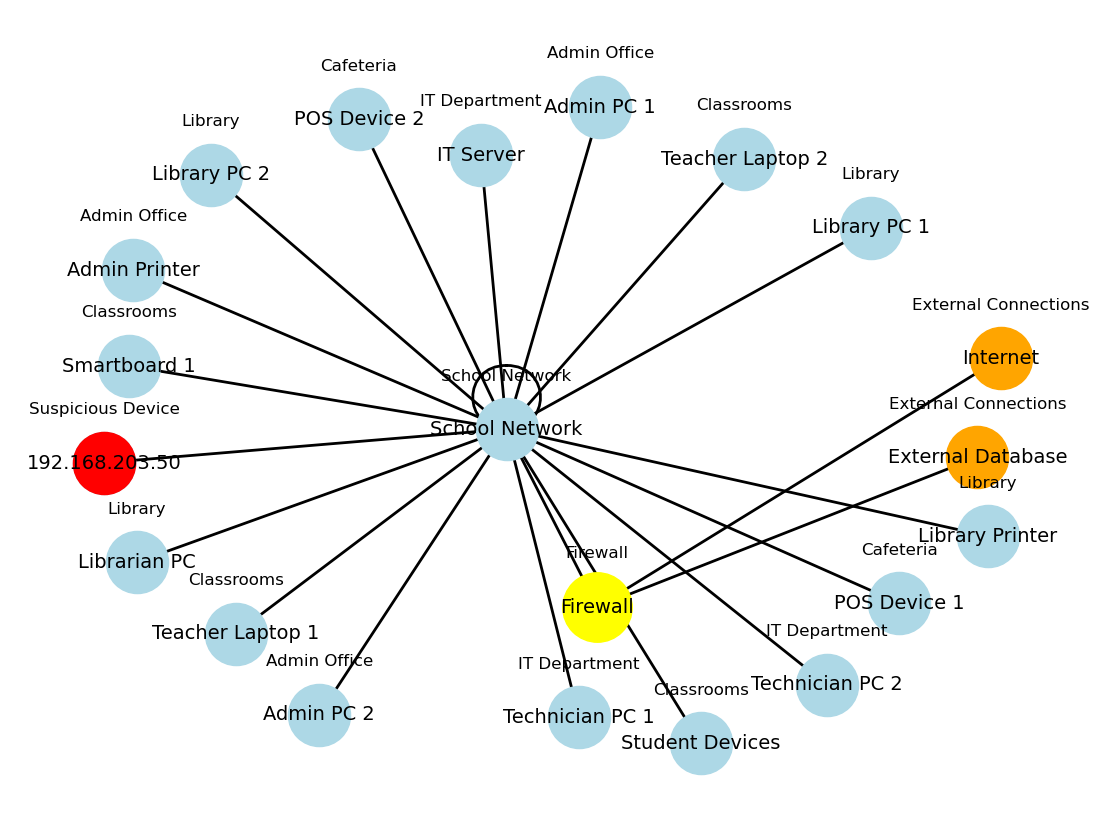 Admin Office
Admin PC 1
Cafeteria
POS Device 2
IT Department
IT Server
Classrooms
Teacher Laptop 2
Library
Library PC 2
Library
Library PC 1
Admin Office
Admin Printer
Classrooms
Smartboard 1
External Connections
Internet
School Network
School Network
Suspicious Device
192.168.203.50
External Connections
External Database
Library
Library Printer
Library
Librarian PC
Cafeteria
POS Device 1
Firewall
Firewall
Classrooms
Teacher Laptop 1
IT Department
Technician PC 2
Admin Office
Admin PC 2
IT Department
Technician PC 1
Classrooms
Student Devices